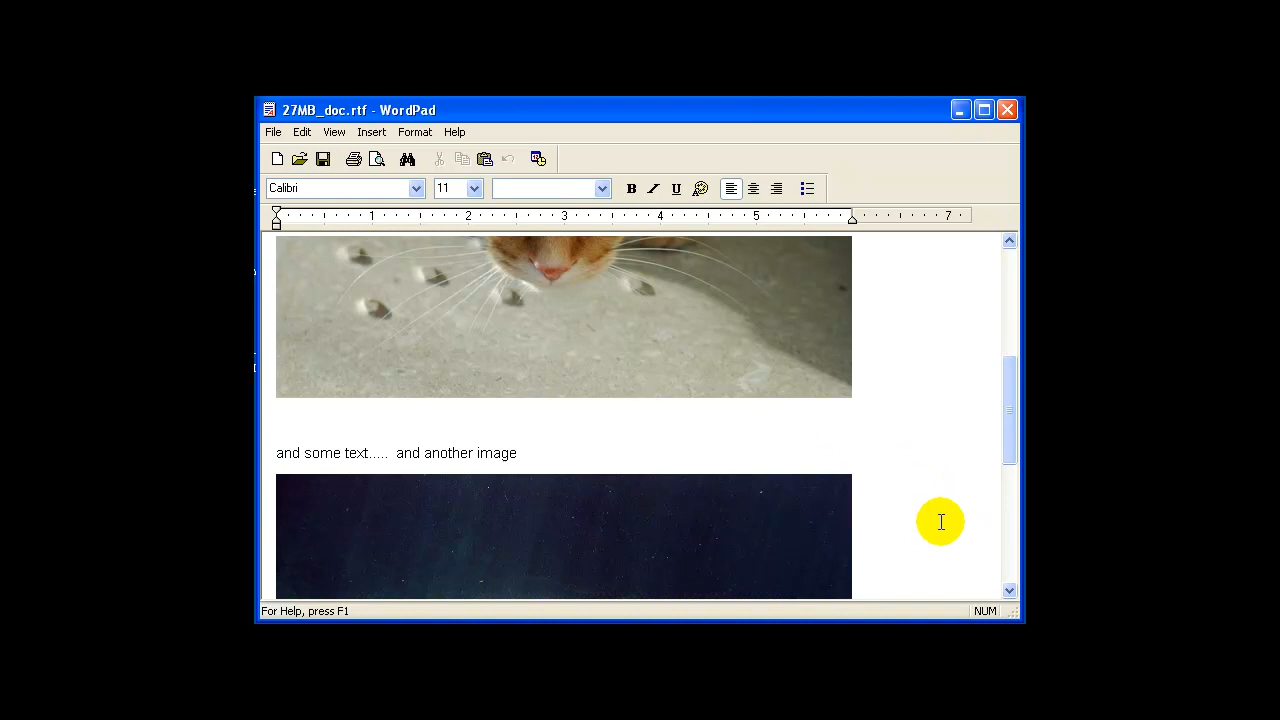 27MB_doc.rtf - WordPad
File Edit View Insert Format Help
Calibri 11
B I U
1 2 3 4 5 7
and some text..... and another image
For Help, press F1 NUM